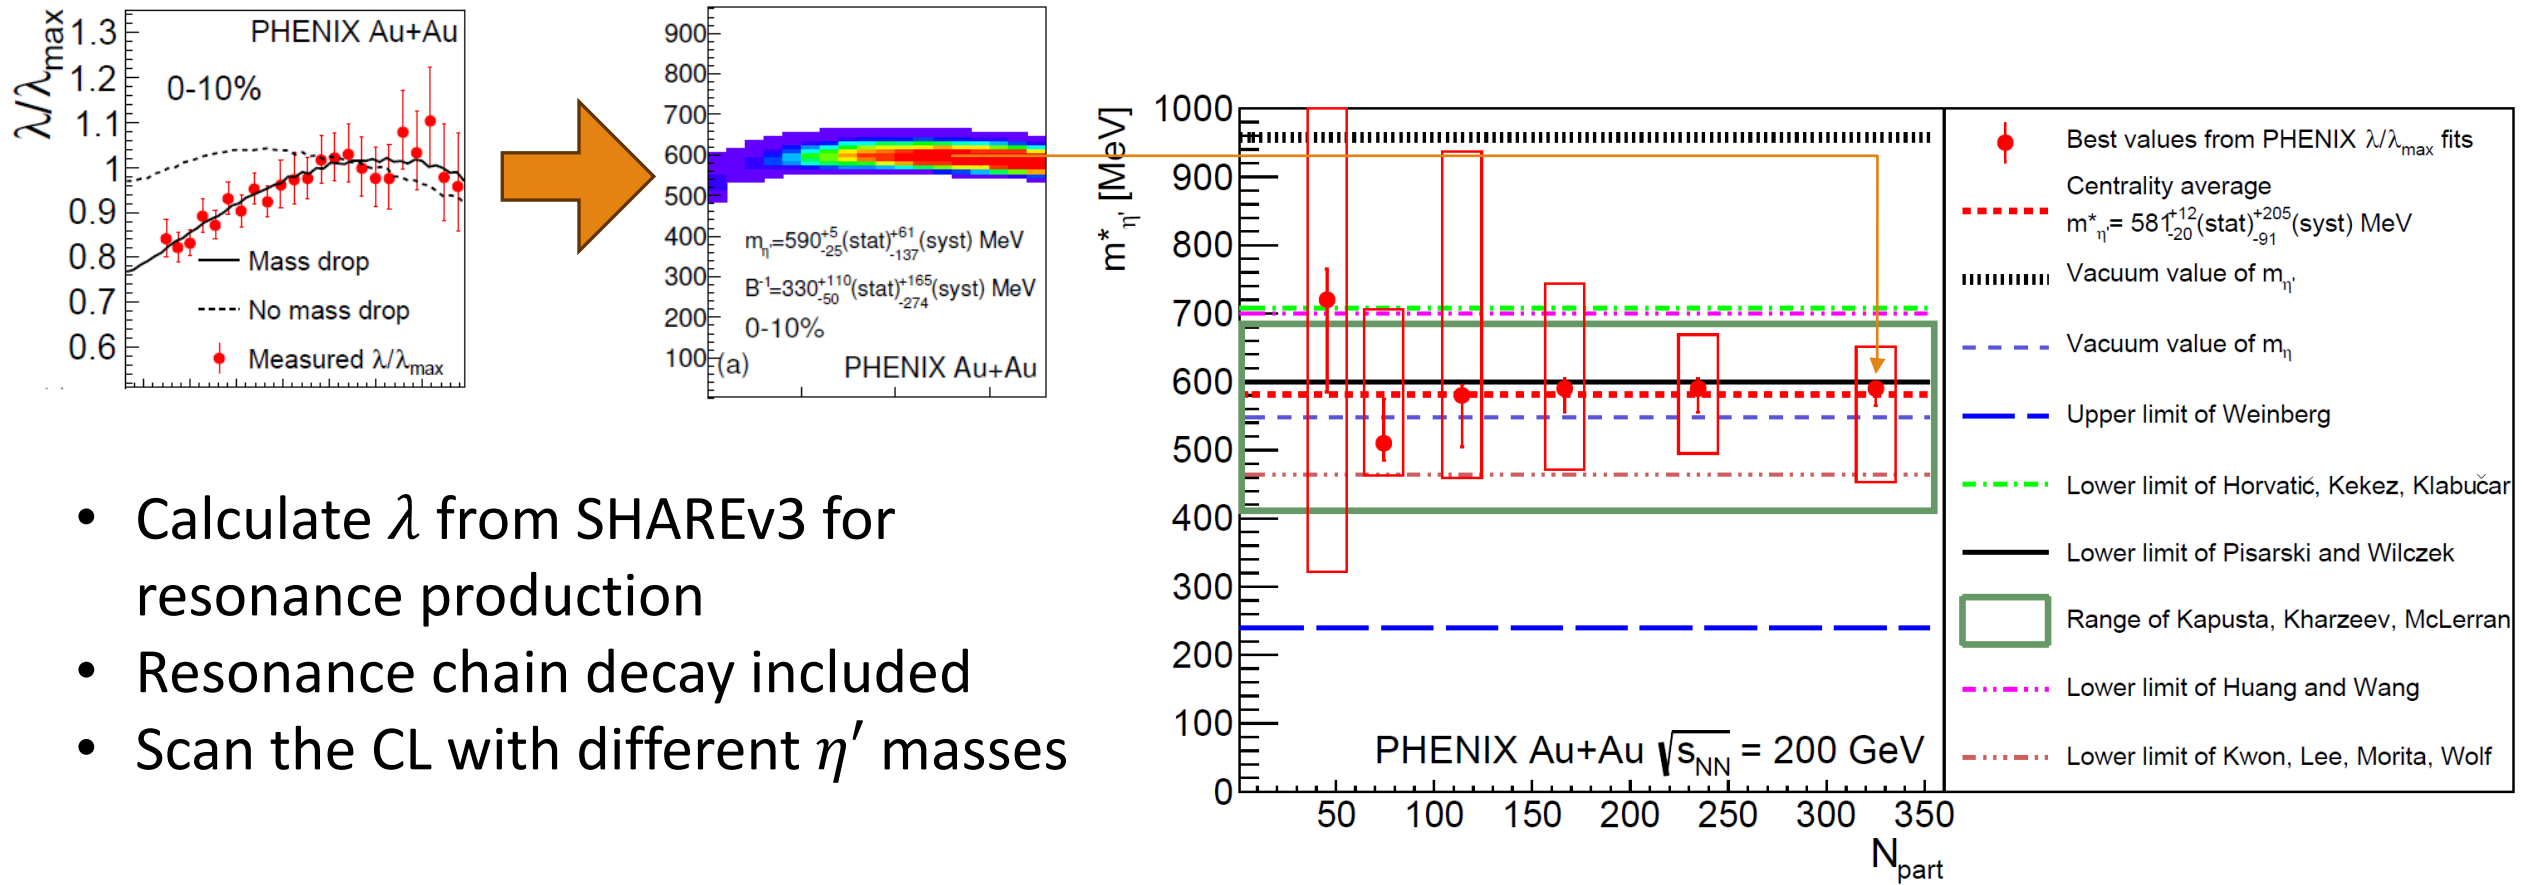 λ/λmax
1.3
1.2
1.1
1
0.9
0.8
0.7
0.6
PHENIX Au+Au
0-10%
Mass drop
No mass drop
Measured λ/λmax
900
800
700
600
500
400
300
200
100
mη'=590+5-25(stat)+61-137(syst) MeV
B-1=330+110-50(stat)+165-274(syst) MeV
0-10%
(a)
PHENIX Au+Au
• Calculate λ from SHAREv3 for
resonance production
• Resonance chain decay included
• Scan the CL with different η′ masses
m*η' [MeV]
1000
900
800
700
600
500
400
300
200
100
0
PHENIX Au+Au √sNN = 200 GeV
50 100 150 200 250 300 350
Npart
Best values from PHENIX λ/λmax fits
Centrality average
m*η'= 581+12-20(stat)+205-91(syst) MeV
Vacuum value of mη'
Vacuum value of mη
Upper limit of Weinberg
Lower limit of Horvatić, Kekez, Klabučar
Lower limit of Pisarski and Wilczek
Range of Kapusta, Kharzeev, McLerran
Lower limit of Huang and Wang
Lower limit of Kwon, Lee, Morita, Wolf